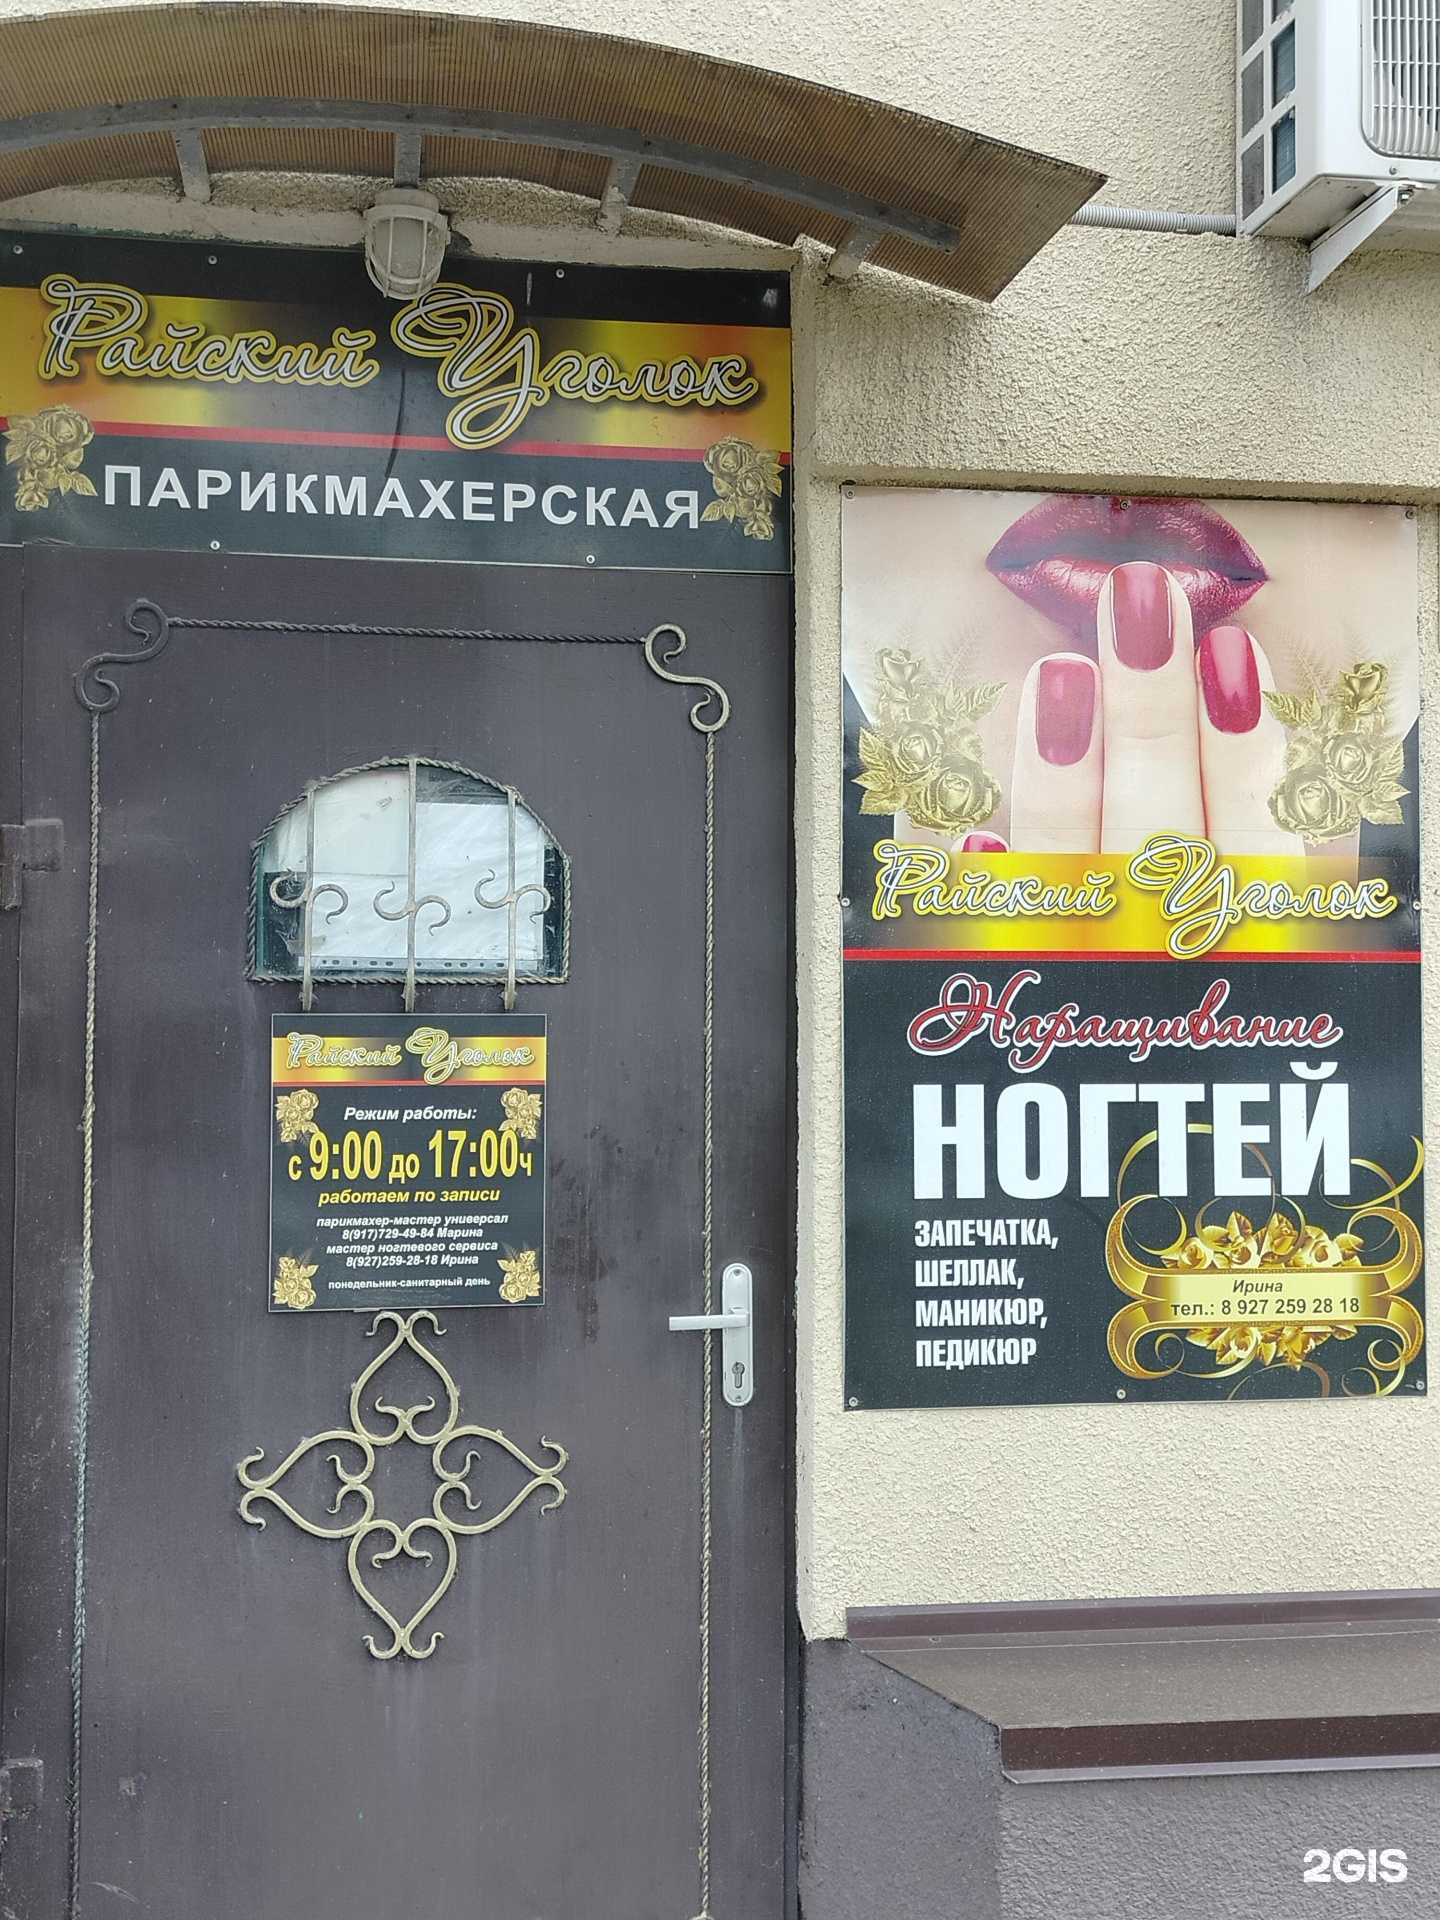 Райский Уголок
ПАРИКМАХЕРСКАЯ
Райский Уголок
Режим работы:
с 9:00 до 17:00ч
работаем по записи
парикмахер-мастер универсал
8(917)729-49-84 Марина
мастер ногтевого сервиса
8(927)259-28-18 Ирина
понедельник-санитарный день
Райский Уголок
Наращивание
НОГТЕЙ
ЗАПЕЧАТКА,
ШЕЛЛАК,
МАНИКЮР,
ПЕДИКЮР
Ирина
тел.: 8 927 259 28 18
2GIS